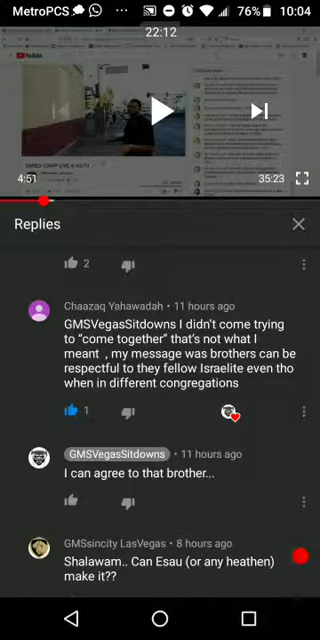 MetroPCS ... 76% 10:04
22:12
YouTube
GMSLV CAMP LIVE 4/14/19
4:51 35:23
Replies
2
Chaazaq Yahawadah • 11 hours ago
GMSVegasSitdowns I didn't come trying
to “come together” that's not what I
meant , my message was brothers can be
respectful to they fellow Israelite even tho
when in different congregations
1
GMSVegasSitdowns • 11 hours ago
I can agree to that brother...
GMSsincity LasVegas • 8 hours ago
Shalawam.. Can Esau (or any heathen)
make it??